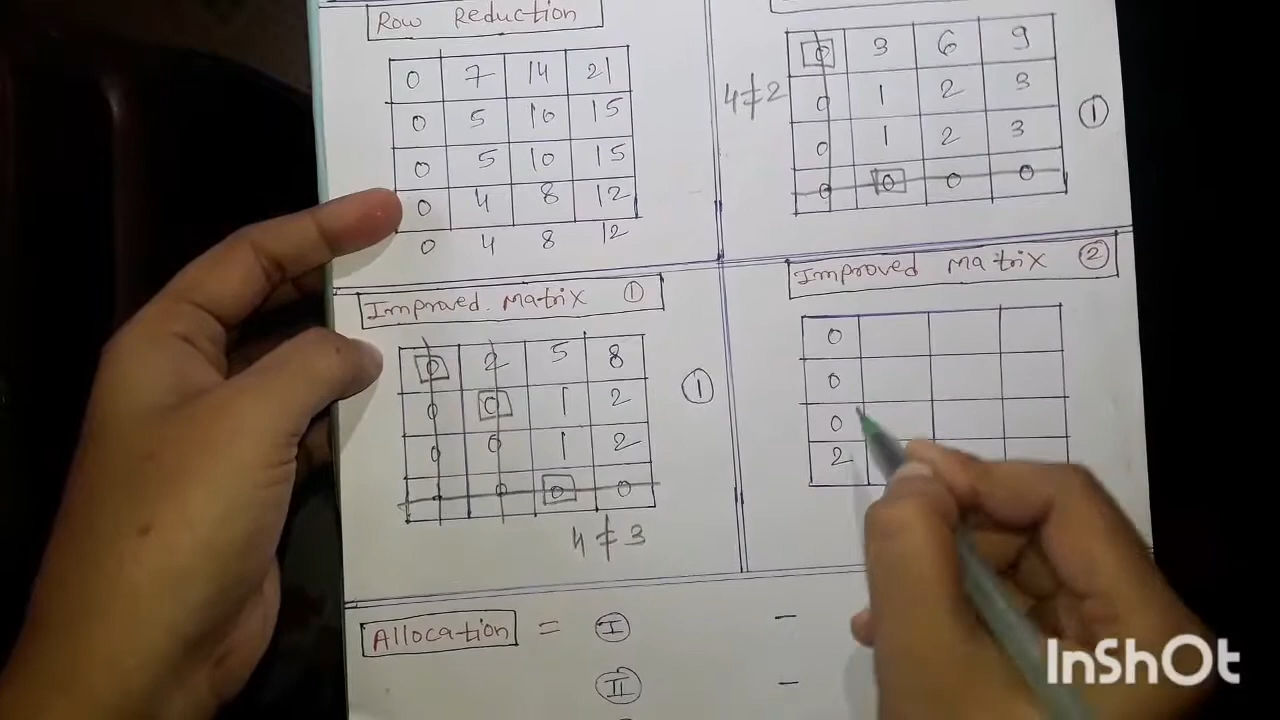 Row Reduction
0 7 14 21
0 5 10 15
0 5 10 15
0 4 8 12
0 4 8 12
4 ≠ 2
0 3 6 9
0 1 2 3
0 1 2 3
0 0 0 0
①
Improved. Matrix ①
0 2 5 8
0 0 1 2
0 0 1 2
0 0 0
①
4 ≠ 3
Improved Matrix ②
0
0
0
2
Allocation = Ⅰ -
Ⅱ -
InShOt